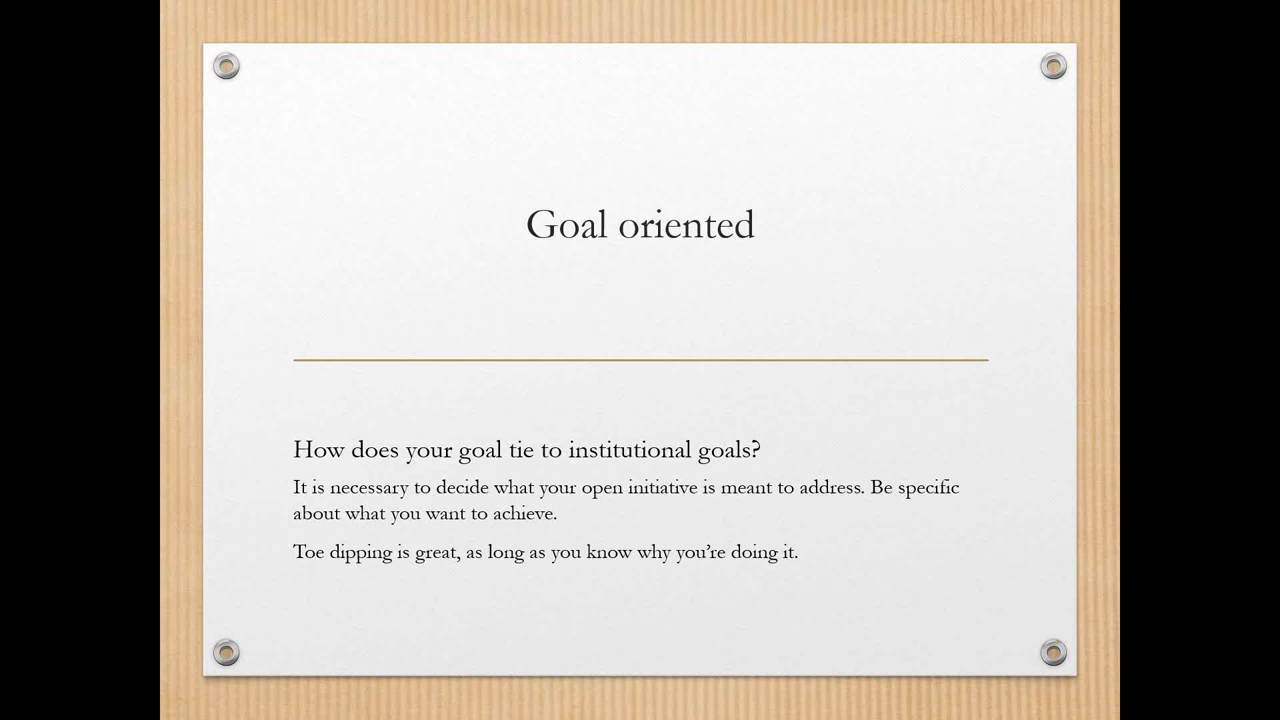 Goal oriented
How does your goal tie to institutional goals?
It is necessary to decide what your open initiative is meant to address. Be specific
about what you want to achieve.
Toe dipping is great, as long as you know why you’re doing it.